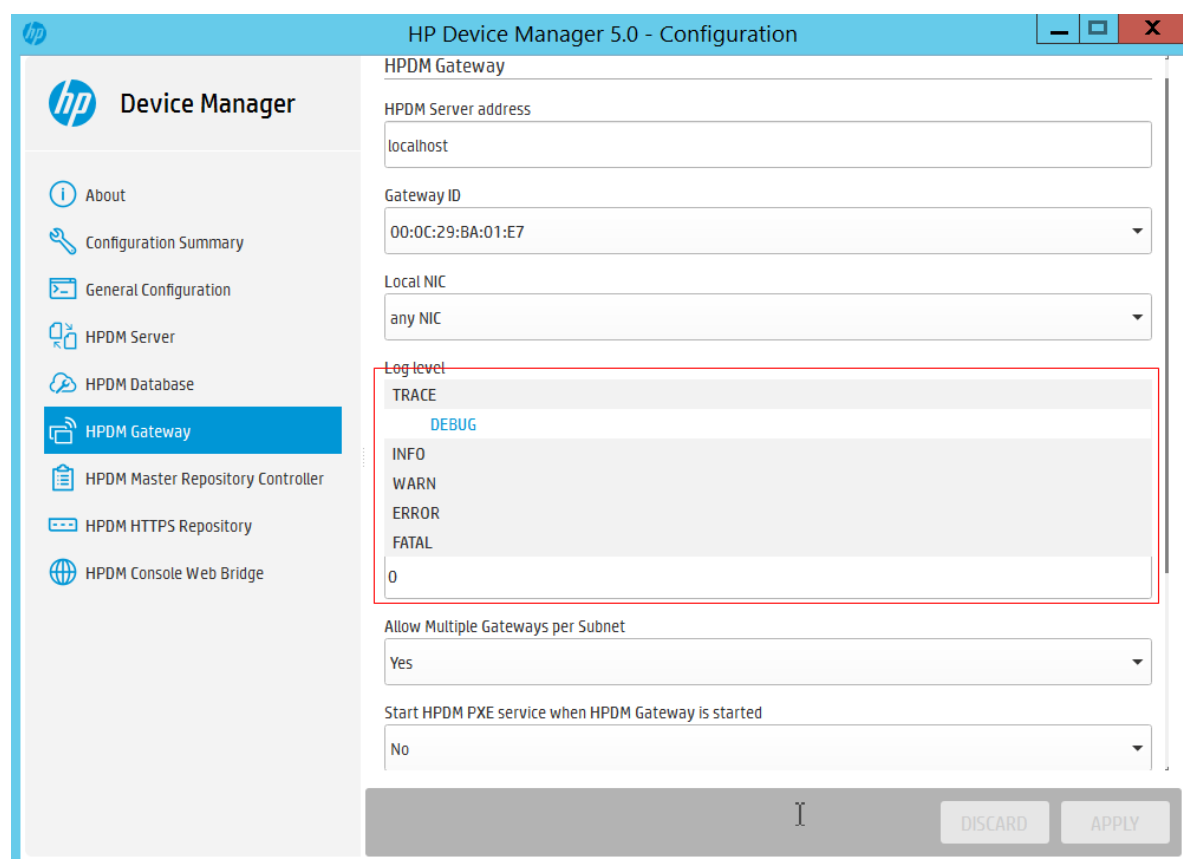 hp
HP Device Manager 5.0 - Configuration
X
hp
Device Manager
About
Configuration Summary
General Configuration
HPDM Server
HPDM Database
HPDM Gateway
HPDM Master Repository Controller
HPDM HTTPS Repository
HPDM Console Web Bridge
HPDM Gateway
HPDM Server address
localhost
Gateway ID
00:0C:29:BA:01:E7
Local NIC
any NIC
Log level
TRACE
DEBUG
INFO
WARN
ERROR
FATAL
0
Allow Multiple Gateways per Subnet
Yes
Start HPDM PXE service when HPDM Gateway is started
No
DISCARD
APPLY